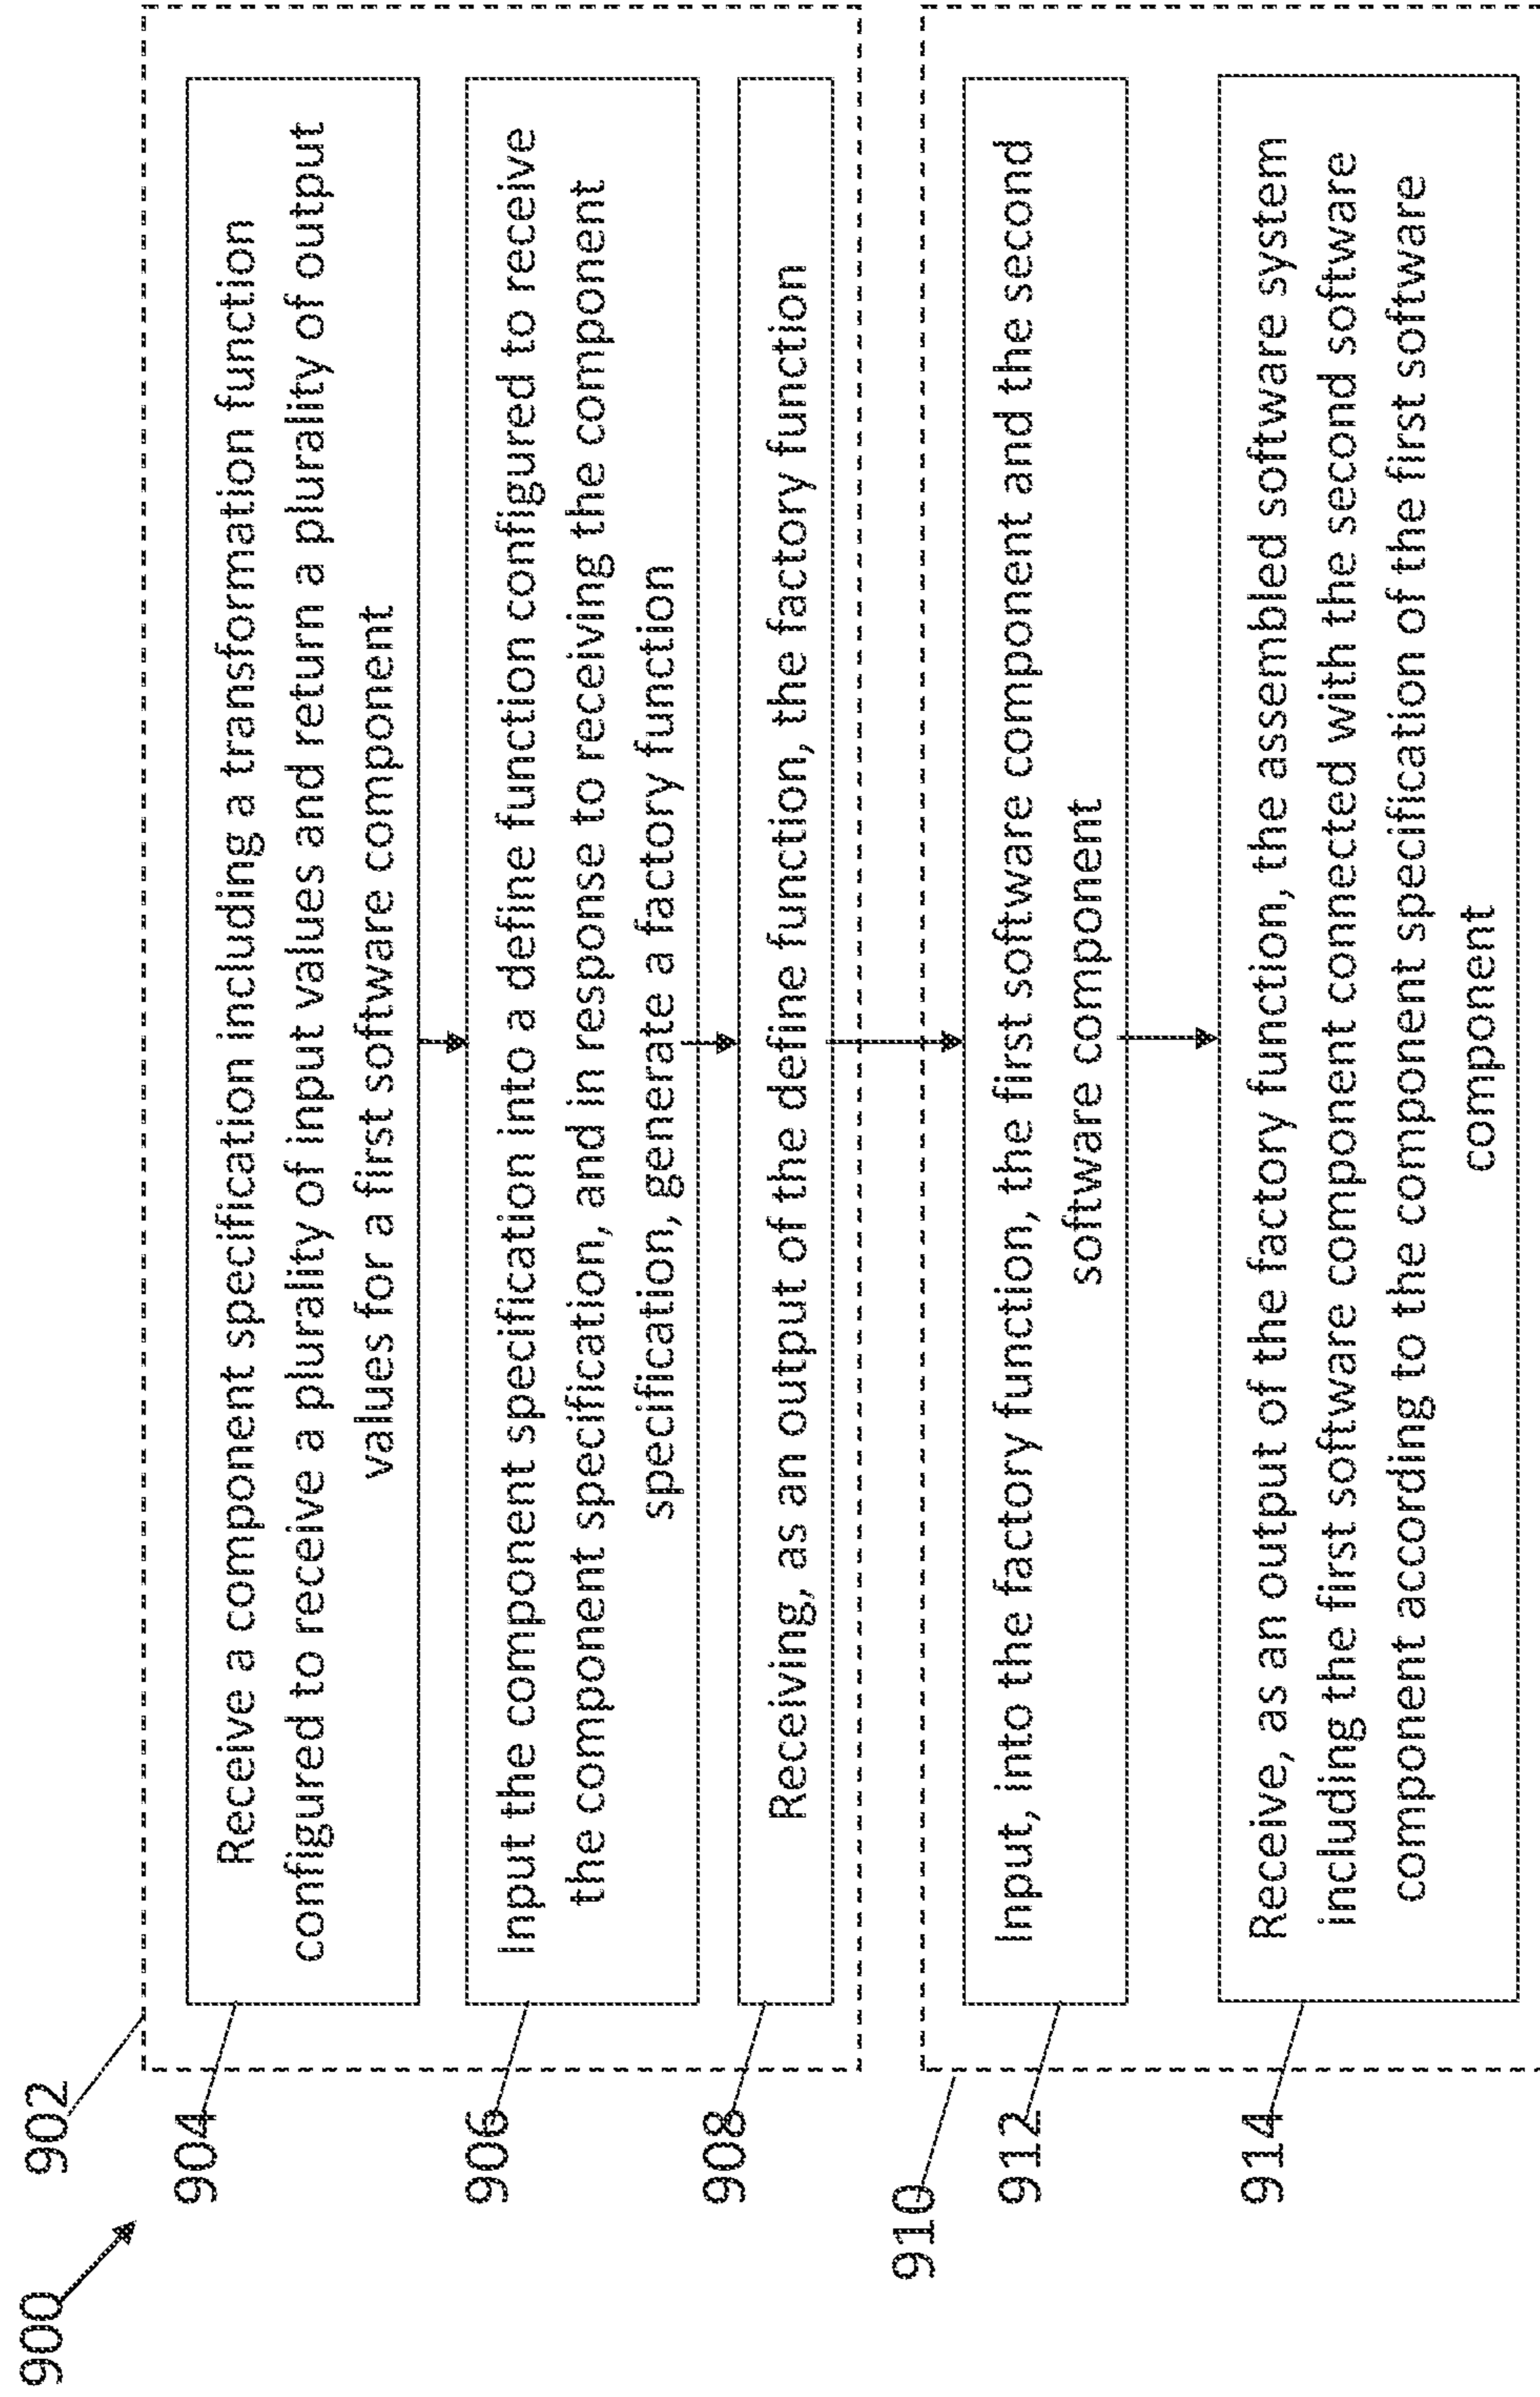 900
902
904
Receive a component specification including a transformation function
configured to receive a plurality of input values and return a plurality of output
values for a first software component
906
Input the component specification into a define function configured to receive
the component specification, and in response to receiving the component
specification, generate a factory function
908
Receiving, as an output of the define function, the factory function
910
912
Input, into the factory function, the first software component and the second
software component
914
Receive, as an output of the factory function, the assembled software system
including the first software component connected with the second software
component according to the component specification of the first software
component